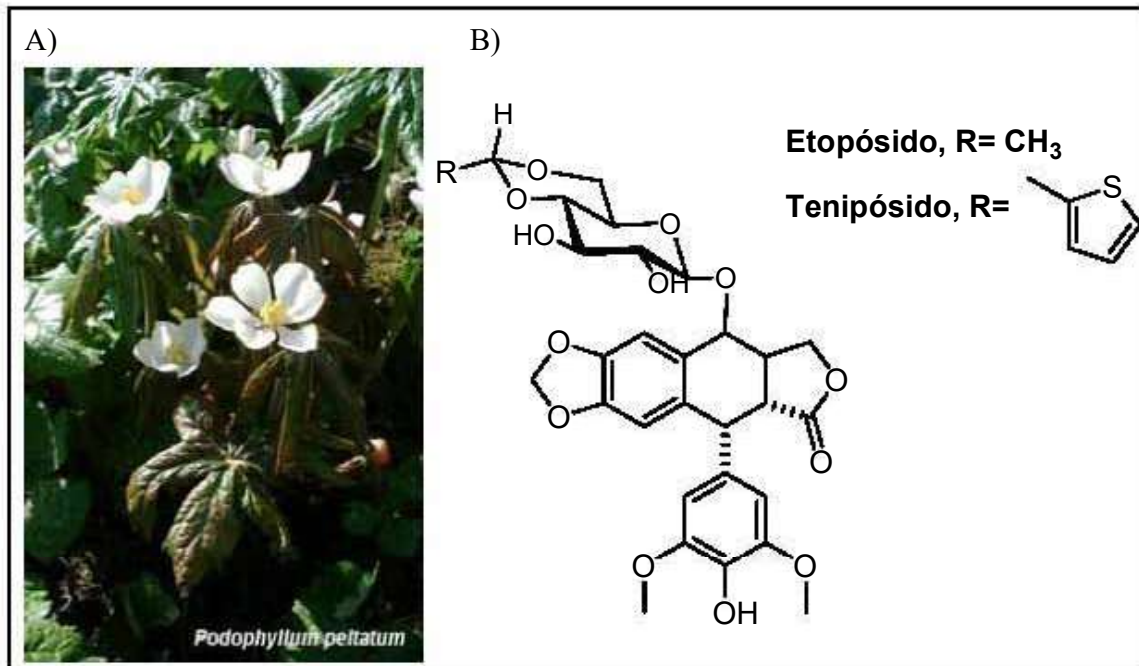 A)
B)
Podophyllum peltatum
H
R
O
O
O
HO
OH
O
O
O
O
O
O
O
OH
Etopósido, R= CH₃
Tenipósido, R=
S